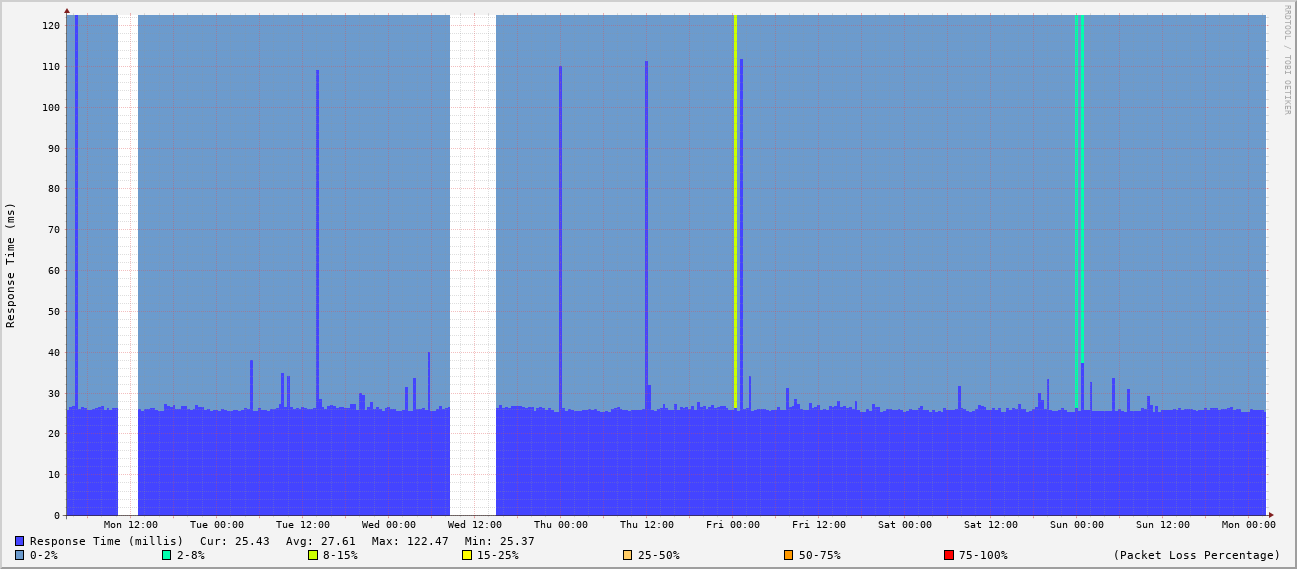 RRDTOOL / TOBI OETIKER
Response Time (ms)
120
110
100
90
80
70
60
50
40
30
20
10
0
Mon 12:00 Tue 00:00 Tue 12:00 Wed 00:00 Wed 12:00 Thu 00:00 Thu 12:00 Fri 00:00 Fri 12:00 Sat 00:00 Sat 12:00 Sun 00:00 Sun 12:00 Mon 00:00
Response Time (millis) Cur: 25.43 Avg: 27.61 Max: 122.47 Min: 25.37
0-2% 2-8% 8-15% 15-25% 25-50% 50-75% 75-100% (Packet Loss Percentage)